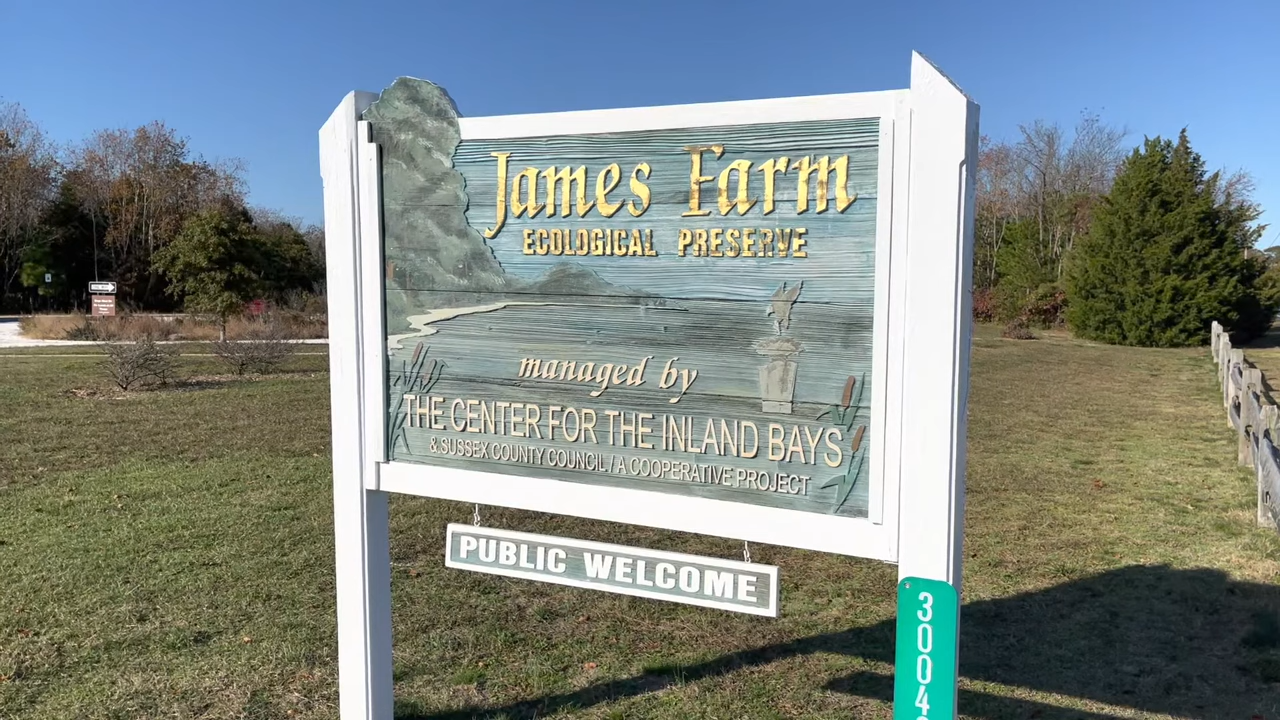 James Farm
ECOLOGICAL PRESERVE
managed by
THE CENTER FOR THE INLAND BAYS
& SUSSEX COUNTY COUNCIL / A COOPERATIVE PROJECT
PUBLIC WELCOME
3004